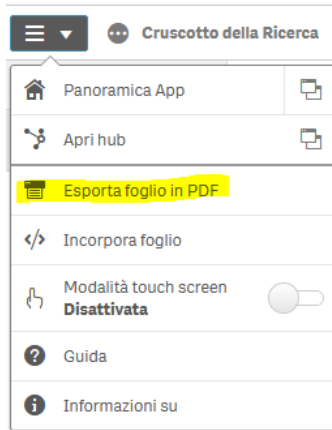 Cruscotto della Ricerca
Panoramica App
Apri hub
Esporta foglio in PDF
Incorpora foglio
Modalità touch screen
Disattivata
Guida
Informazioni su